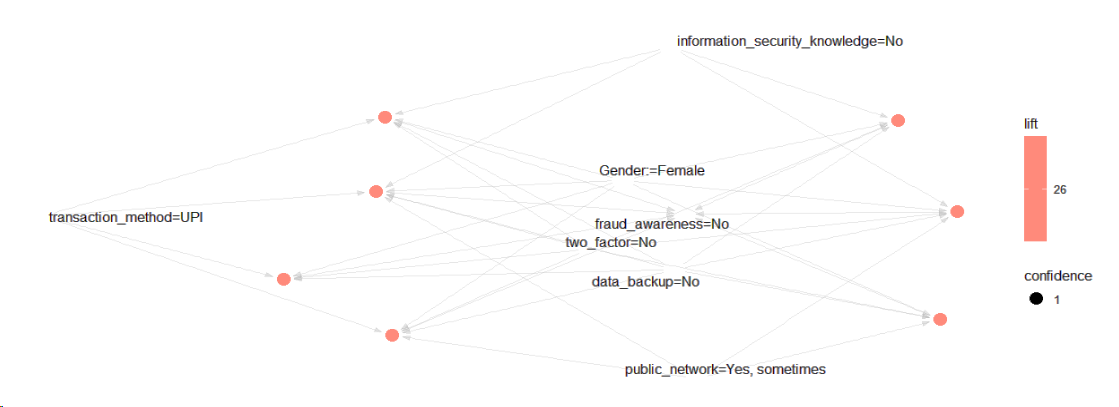 information_security_knowledge=No
lift
Gender:=Female
26
transaction_method=UPI
fraud_awareness=No
two_factor=No
confidence
data_backup=No
1
public_network=Yes, sometimes